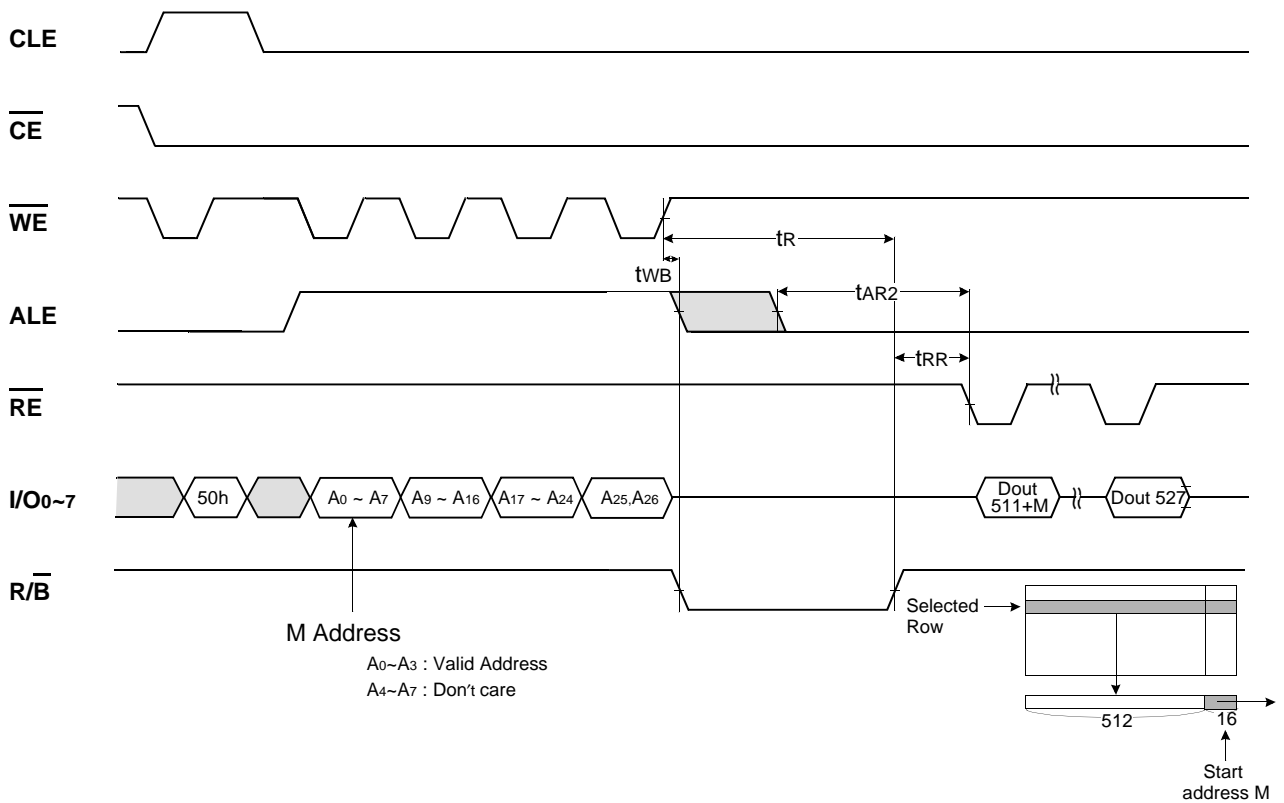 CLE
CE
WE
tR
tWB
ALE
tAR2
tRR
RE
I/O0~7
50h
A0 ~ A7
A9 ~ A16
A17 ~ A24
A25,A26
Dout
511+M
Dout 527
R/B
M Address
A0~A3 : Valid Address
A4~A7 : Don't care
Selected
Row
512
16
Start
address M